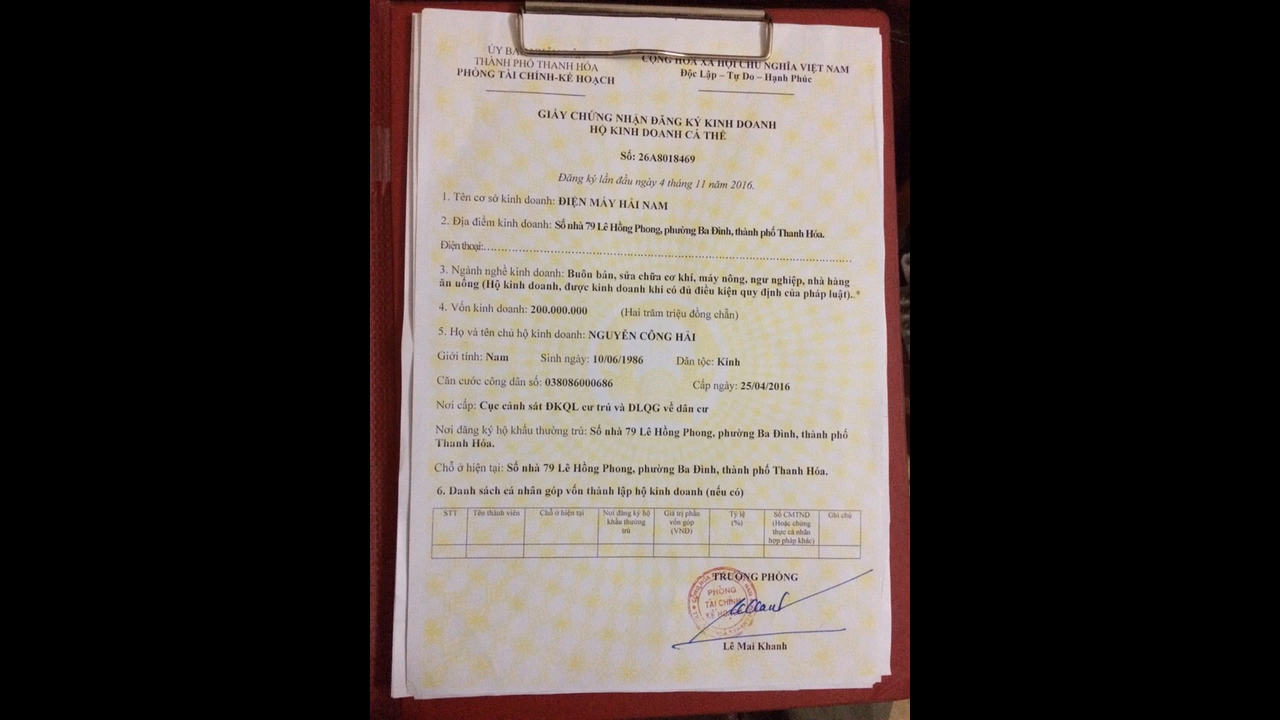 ỦY BAN
THÀNH PHỐ THANH HÓA
PHÒNG TÀI CHÍNH-KẾ HOẠCH
CỘNG HÒA XÃ HỘI CHỦ NGHĨA VIỆT NAM
Độc Lập – Tự Do – Hạnh Phúc
GIẤY CHỨNG NHẬN ĐĂNG KÝ KINH DOANH
HỘ KINH DOANH CÁ THỂ
Số: 26A8018469
Đăng ký lần đầu ngày 4 tháng 11 năm 2016.
1. Tên cơ sở kinh doanh: ĐIỆN MÁY HẢI NAM
2. Địa điểm kinh doanh: Số nhà 79 Lê Hồng Phong, phường Ba Đình, thành phố Thanh Hóa.
Điện thoại:..........
3. Ngành nghề kinh doanh: Buôn bán, sửa chữa cơ khí, máy nông, ngư nghiệp, nhà hàng
ăn uống (Hộ kinh doanh, được kinh doanh khi có đủ điều kiện quy định của pháp luật)..*
4. Vốn kinh doanh: 200.000.000 (Hai trăm triệu đồng chẵn)
5. Họ và tên chủ hộ kinh doanh: NGUYỄN CÔNG HẢI
Giới tính: Nam Sinh ngày: 10/06/1986 Dân tộc: Kinh
Căn cước công dân số: 038086000686 Cấp ngày: 25/04/2016
Nơi cấp: Cục cảnh sát ĐKQL cư trú và DLQG về dân cư
Nơi đăng ký hộ khẩu thường trú: Số nhà 79 Lê Hồng Phong, phường Ba Đình, thành phố
Thanh Hóa.
Chỗ ở hiện tại: Số nhà 79 Lê Hồng Phong, phường Ba Đình, thành phố Thanh Hóa.
6. Danh sách cá nhân góp vốn thành lập hộ kinh doanh (nếu có)
STT
Tên thành viên
Chỗ ở hiện tại
Nơi đăng ký hộ
khẩu thường
trú
Giá trị phần
vốn góp
(VND)
Tỷ lệ
(%)
Số CMTND
(Hoặc chứng
thực cá nhân
hợp pháp khác)
Ghi chú
TRƯỞNG PHÒNG
PHÒNG
TÀI CHÍNH
KẾ HOẠCH
Lê Mai Khanh